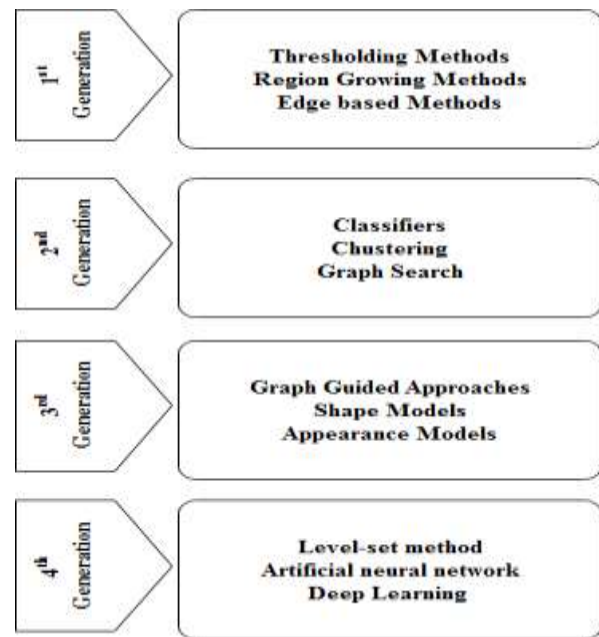 1st
Generation
Thresholding Methods
Region Growing Methods
Edge based Methods
2nd
Generation
Classifiers
Chustering
Graph Search
3rd
Generation
Graph Guided Approaches
Shape Models
Appearance Models
4th
Generation
Level-set method
Artificial neural network
Deep Learning